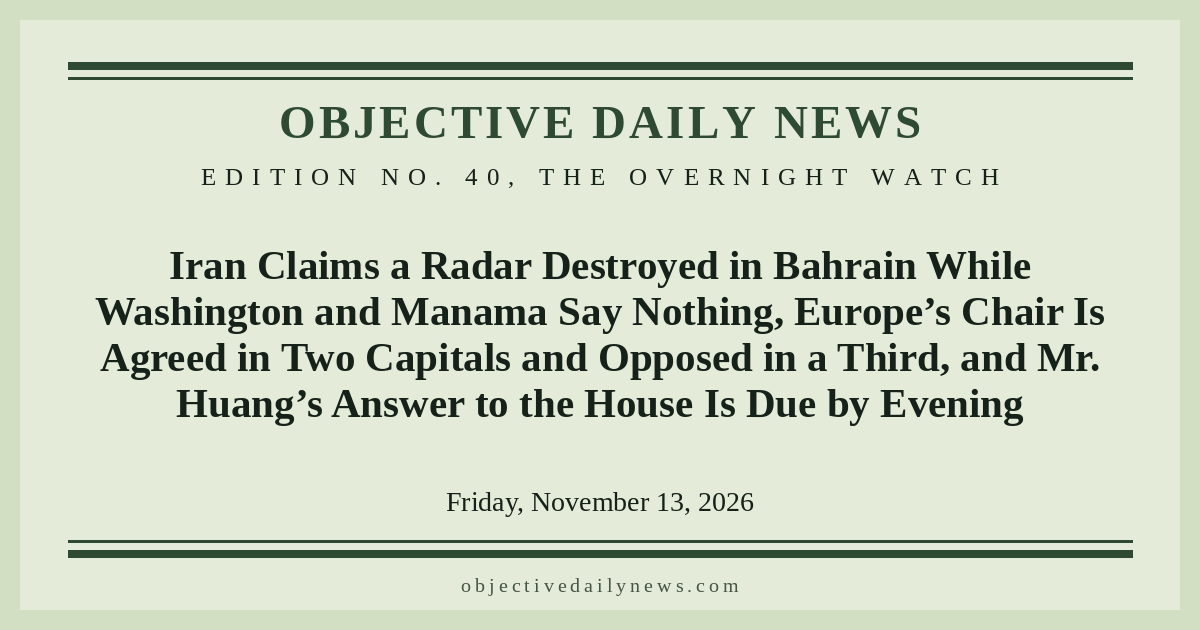 OBJECTIVE DAILY NEWS
EDITION NO. 40, THE OVERNIGHT WATCH
Iran Claims a Radar Destroyed in Bahrain While
Washington and Manama Say Nothing, Europe’s Chair Is
Agreed in Two Capitals and Opposed in a Third, and Mr.
Huang’s Answer to the House Is Due by Evening
Friday, November 13, 2026
objectivedailynews.com